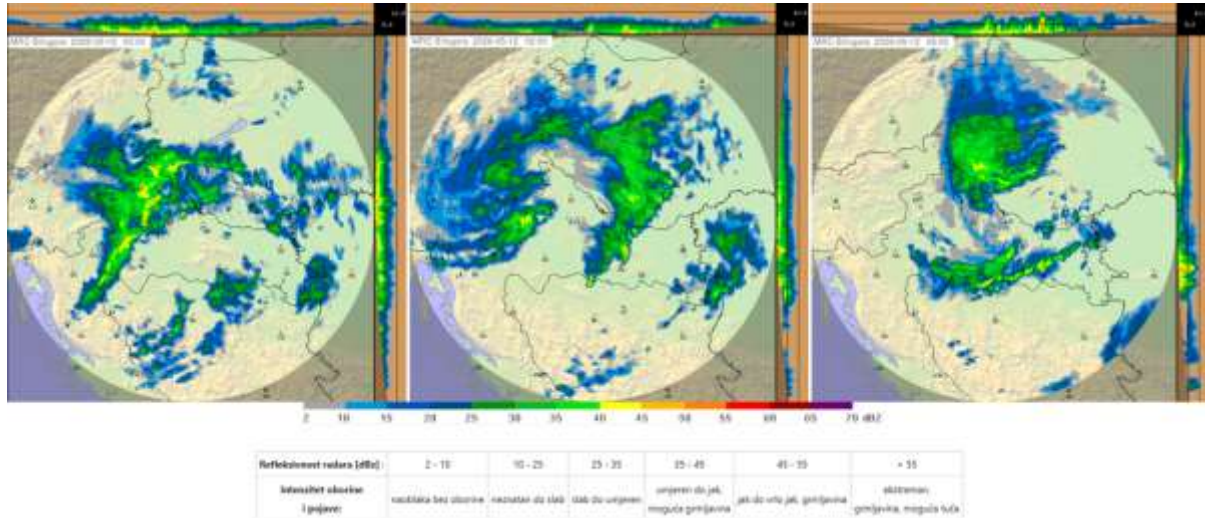 2 10 15 20 25 30 35 40 45 50 55 60 65 70 dBZ
Refleksivnost radara [dBz]: 2 - 10 10 - 25 25 - 35 35 - 45 45 - 55 > 55
Intenzitet oborine i pojave: naoblaka bez oborine neznatan do slab slab do umjeren umjeren do jak, moguća grmljavina jak do vrlo jak, grmljavina ekstreman, grmljavina, moguća tuča